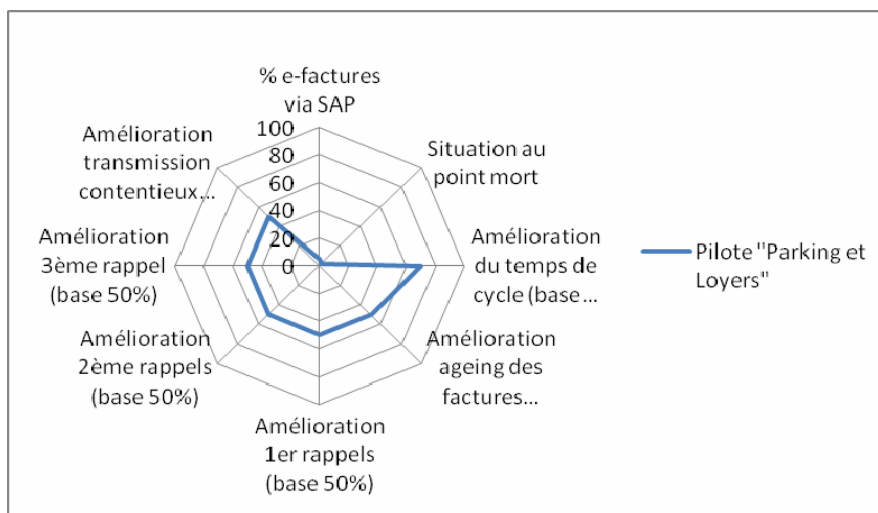 % e-factures
via SAP
100
80
60
40
20
0
Situation au
point mort
Amélioration
du temps de
cycle (base ...
Amélioration
ageing des
factures...
Amélioration
1er rappels
(base 50%)
Amélioration
2ème rappels
(base 50%)
Amélioration
3ème rappel
(base 50%)
Amélioration
transmission
contentieux...
Pilote "Parking et
Loyers"